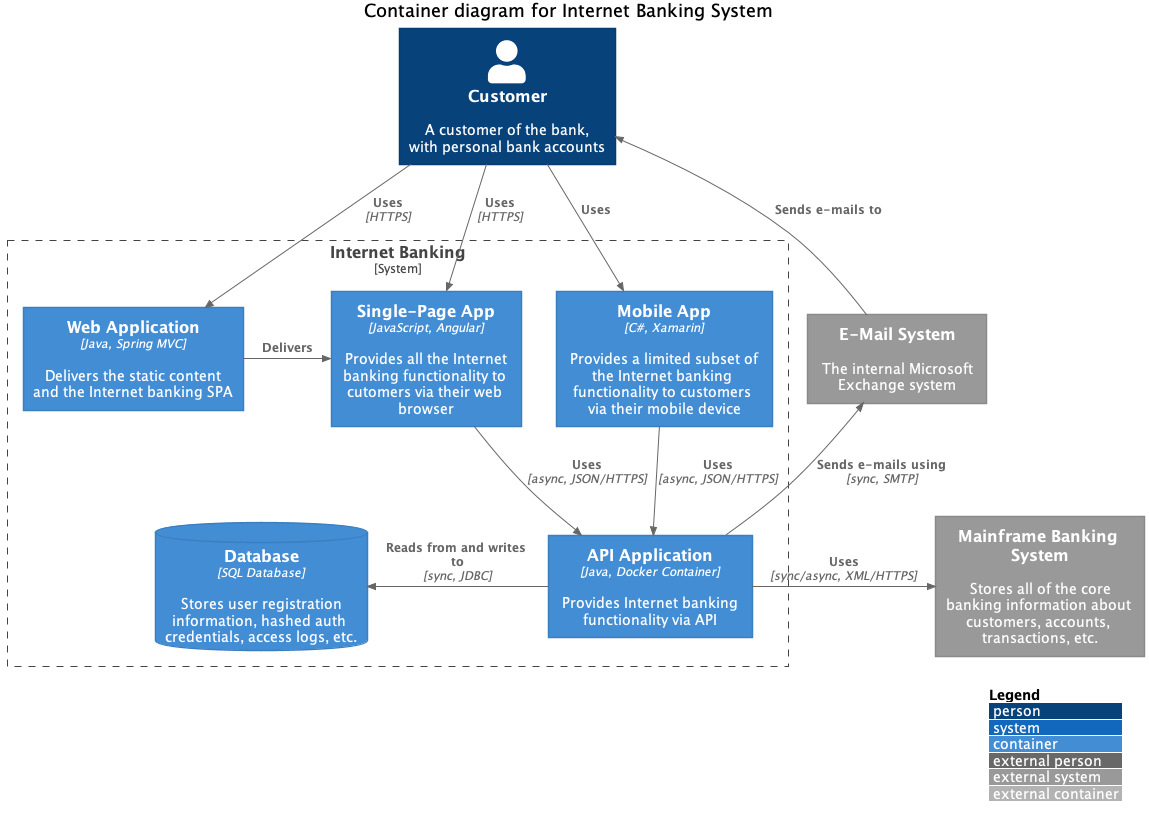 Container diagram for Internet Banking System
Customer
A customer of the bank,
with personal bank accounts
Uses
[HTTPS]
Uses
[HTTPS]
Uses
Sends e-mails to
Internet Banking
[System]
Web Application
[Java, Spring MVC]
Delivers the static content
and the Internet banking SPA
Delivers
Single-Page App
[JavaScript, Angular]
Provides all the Internet
banking functionality to
cutomers via their web
browser
Mobile App
[C#, Xamarin]
Provides a limited subset of
the Internet banking
functionality to customers
via their mobile device
E-Mail System
The internal Microsoft
Exchange system
Uses
[async, JSON/HTTPS]
Uses
[async, JSON/HTTPS]
Sends e-mails using
[sync, SMTP]
Database
[SQL Database]
Stores user registration
information, hashed auth
credentials, access logs, etc.
Reads from and writes
to
[sync, JDBC]
API Application
[Java, Docker Container]
Provides Internet banking
functionality via API
Uses
[sync/async, XML/HTTPS]
Mainframe Banking
System
Stores all of the core
banking information about
customers, accounts,
transactions, etc.
Legend
person
system
container
external person
external system
external container